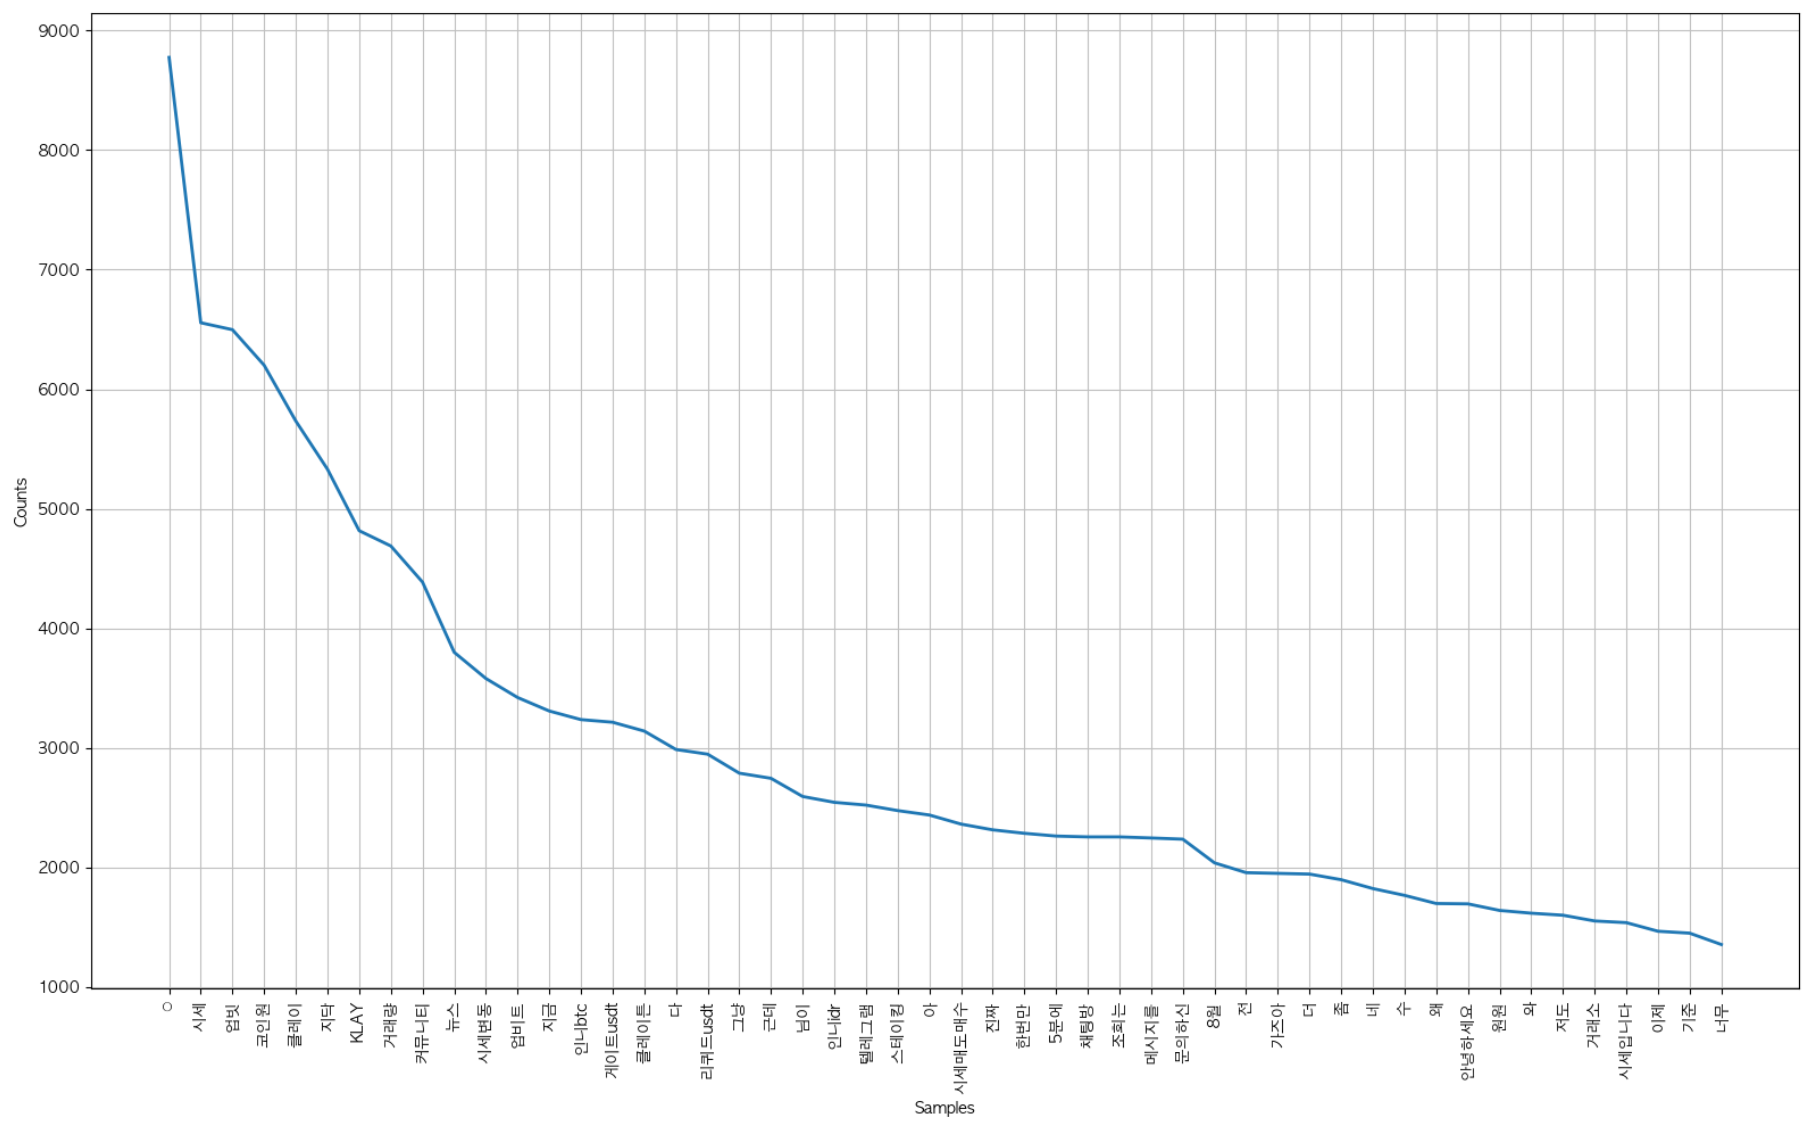 9000
8000
7000
6000
5000
4000
3000
2000
1000
Counts
ㅇ
시세
업빗
코인원
클레이
지닥
KLAY
거래량
커뮤니티
뉴스
시세변동
업비트
지금
인니btc
게이트usdt
클레이튼
다
리퀴드usdt
그냥
근데
님이
인니idr
텔레그램
스테이킹
아
시세매도매수
진짜
한번만
5분에
채팅방
조회는
메시지를
문의하신
8월
전
가즈아
더
좀
네
수
왜
안녕하세요
원원
와
저도
거래소
시세입니다
이제
기준
너무
Samples